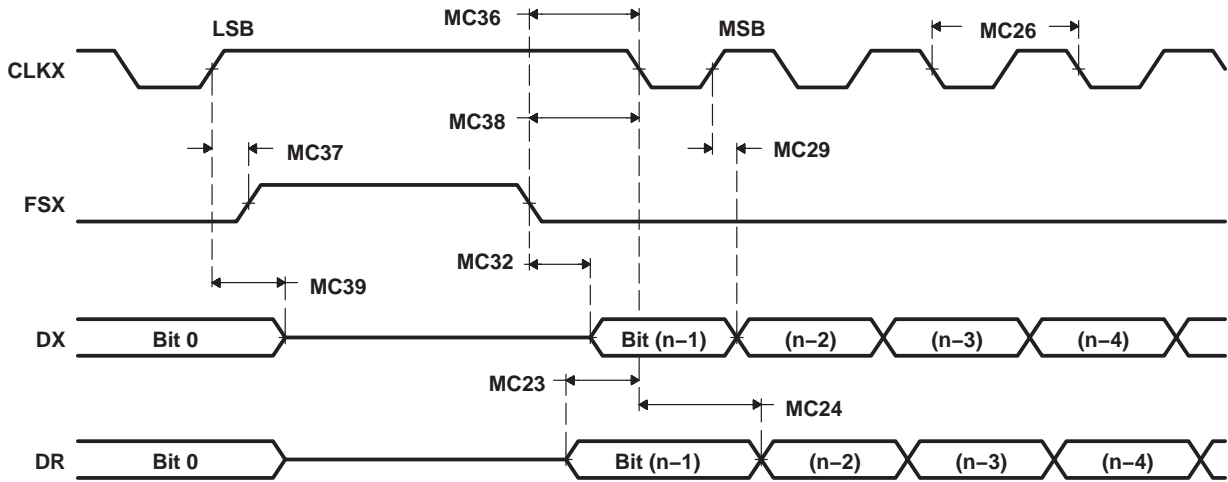 LSB
MC36
MSB
MC26
CLKX
MC38
MC37
MC29
FSX
MC32
MC39
DX
Bit 0
Bit (n−1)
(n−2)
(n−3)
(n−4)
MC23
MC24
DR
Bit 0
Bit (n−1)
(n−2)
(n−3)
(n−4)